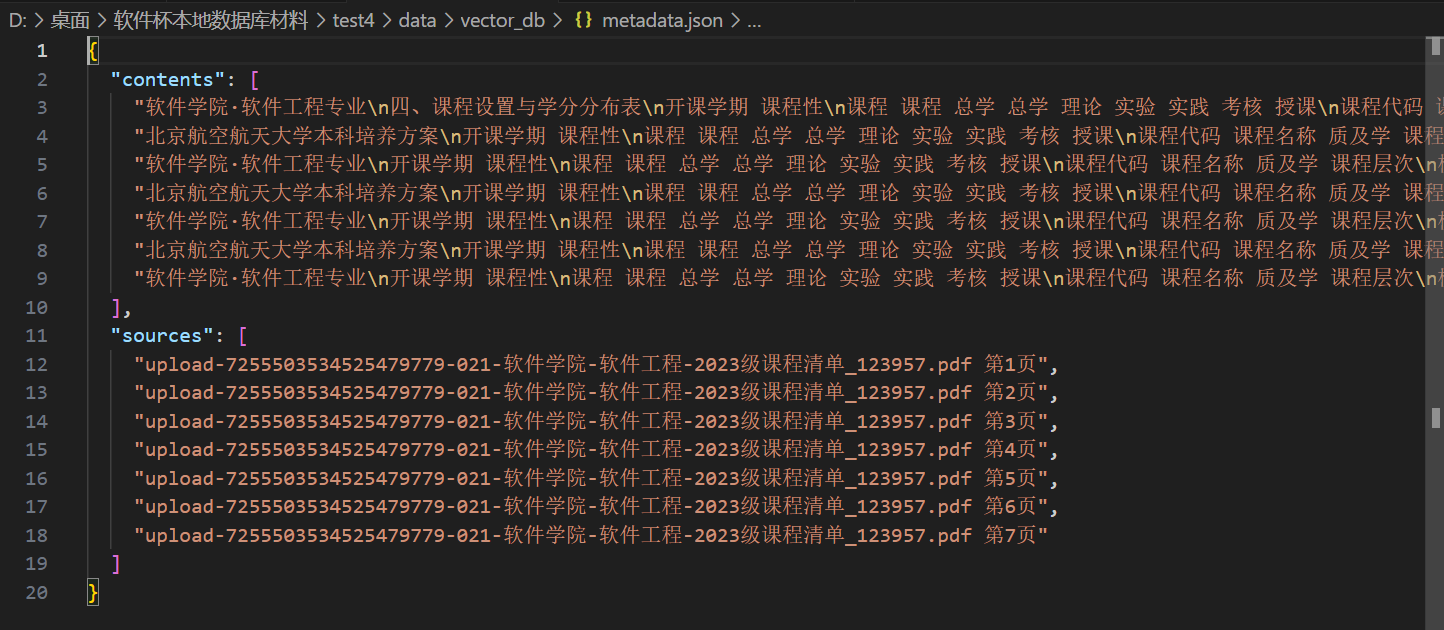 D: > 桌面 > 软件杯本地数据库材料 > test4 > data > vector_db > {} metadata.json > ...
1 {
2 "contents": [
3 "软件学院·软件工程专业\n四、课程设置与学分分布表\n开课学期 课程性\n课程 课程 总学 总学 理论 实验 实践 考核 授课\n课程代码
4 "北京航空航天大学本科培养方案\n开课学期 课程性\n课程 课程 总学 总学 理论 实验 实践 考核 授课\n课程代码 课程名称 质及学 课程
5 "软件学院·软件工程专业\n开课学期 课程性\n课程 课程 总学 总学 理论 实验 实践 考核 授课\n课程代码 课程名称 质及学 课程层次\n
6 "北京航空航天大学本科培养方案\n开课学期 课程性\n课程 课程 总学 总学 理论 实验 实践 考核 授课\n课程代码 课程名称 质及学 课程
7 "软件学院·软件工程专业\n开课学期 课程性\n课程 课程 总学 总学 理论 实验 实践 考核 授课\n课程代码 课程名称 质及学 课程层次\n
8 "北京航空航天大学本科培养方案\n开课学期 课程性\n课程 课程 总学 总学 理论 实验 实践 考核 授课\n课程代码 课程名称 质及学 课程
9 "软件学院·软件工程专业\n开课学期 课程性\n课程 课程 总学 总学 理论 实验 实践 考核 授课\n课程代码 课程名称 质及学 课程层次\n
10 ],
11 "sources": [
12 "upload-7255503534525479779-021-软件学院-软件工程-2023级课程清单_123957.pdf 第1页",
13 "upload-7255503534525479779-021-软件学院-软件工程-2023级课程清单_123957.pdf 第2页",
14 "upload-7255503534525479779-021-软件学院-软件工程-2023级课程清单_123957.pdf 第3页",
15 "upload-7255503534525479779-021-软件学院-软件工程-2023级课程清单_123957.pdf 第4页",
16 "upload-7255503534525479779-021-软件学院-软件工程-2023级课程清单_123957.pdf 第5页",
17 "upload-7255503534525479779-021-软件学院-软件工程-2023级课程清单_123957.pdf 第6页",
18 "upload-7255503534525479779-021-软件学院-软件工程-2023级课程清单_123957.pdf 第7页"
19 ]
20 }